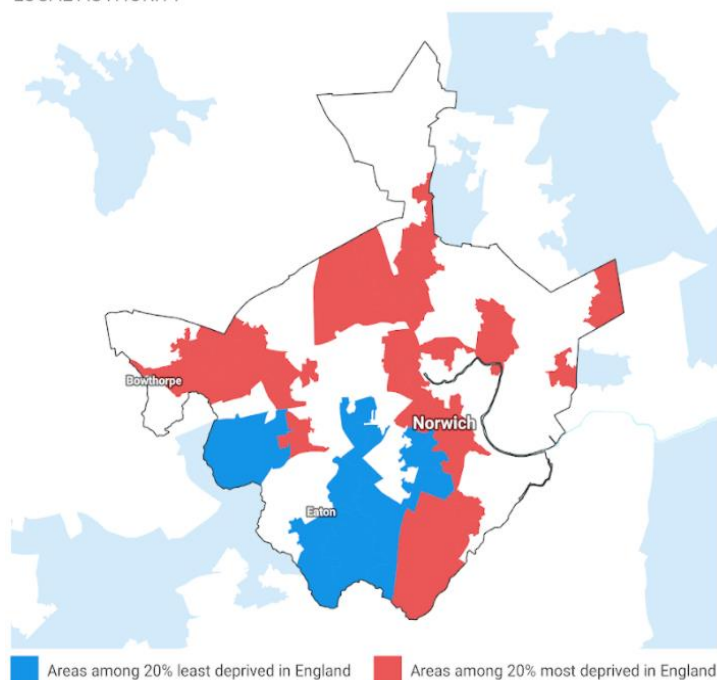 Bowthorpe
Norwich
Eaton
Areas among 20% least deprived in England
Areas among 20% most deprived in England